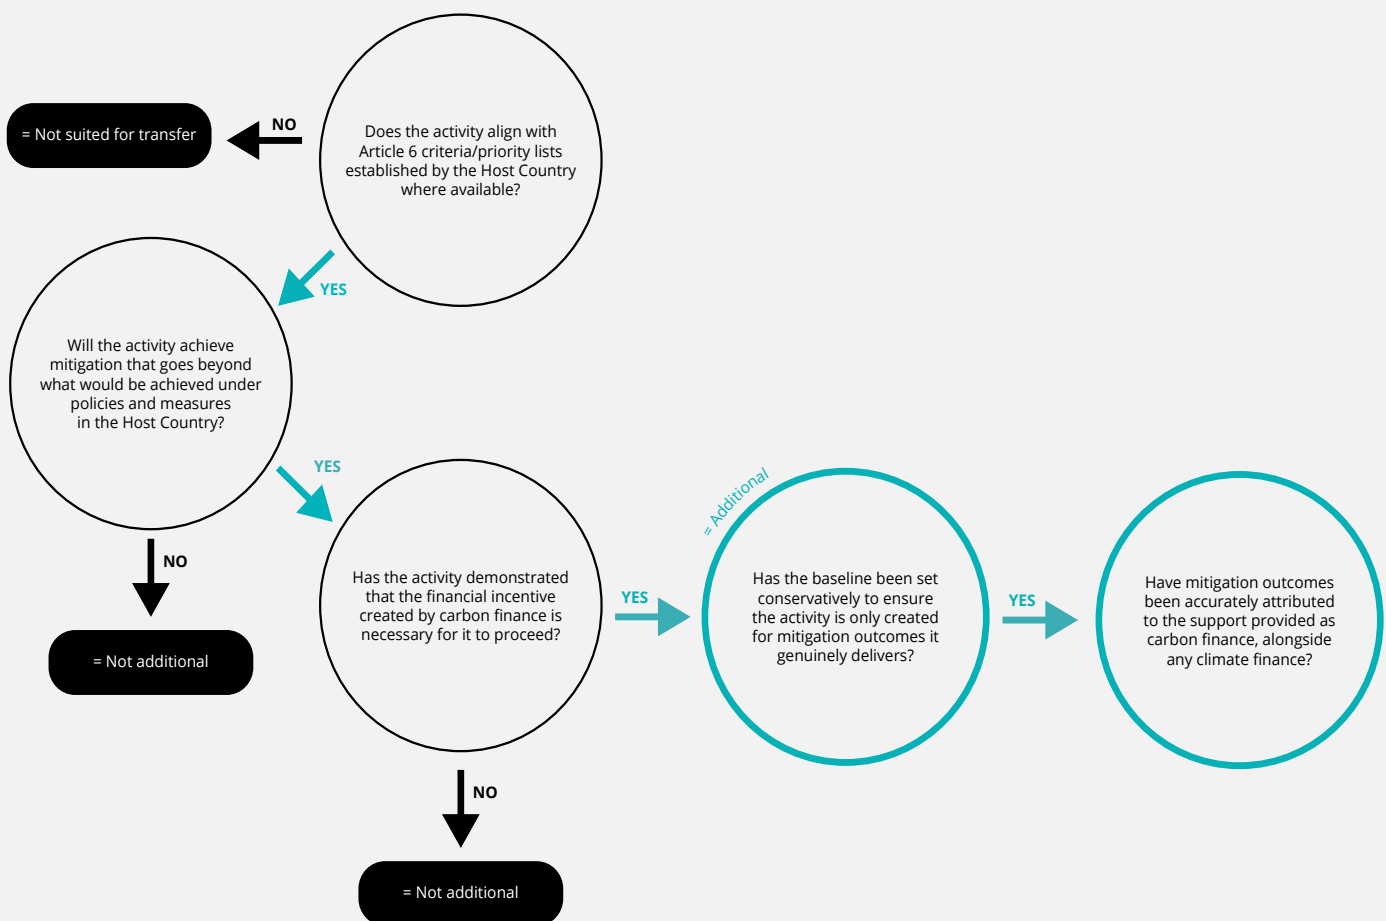 Does the activity align with
Article 6 criteria/priority lists
established by the Host Country
where available?
NO
= Not suited for transfer
YES
Will the activity achieve
mitigation that goes beyond
what would be achieved under
policies and measures
in the Host Country?
NO
= Not additional
YES
Has the activity demonstrated
that the financial incentive
created by carbon finance is
necessary for it to proceed?
NO
= Not additional
YES
= Additional
Has the baseline been set
conservatively to ensure
the activity is only created
for mitigation outcomes it
genuinely delivers?
YES
Have mitigation outcomes
been accurately attributed
to the support provided as
carbon finance, alongside
any climate finance?